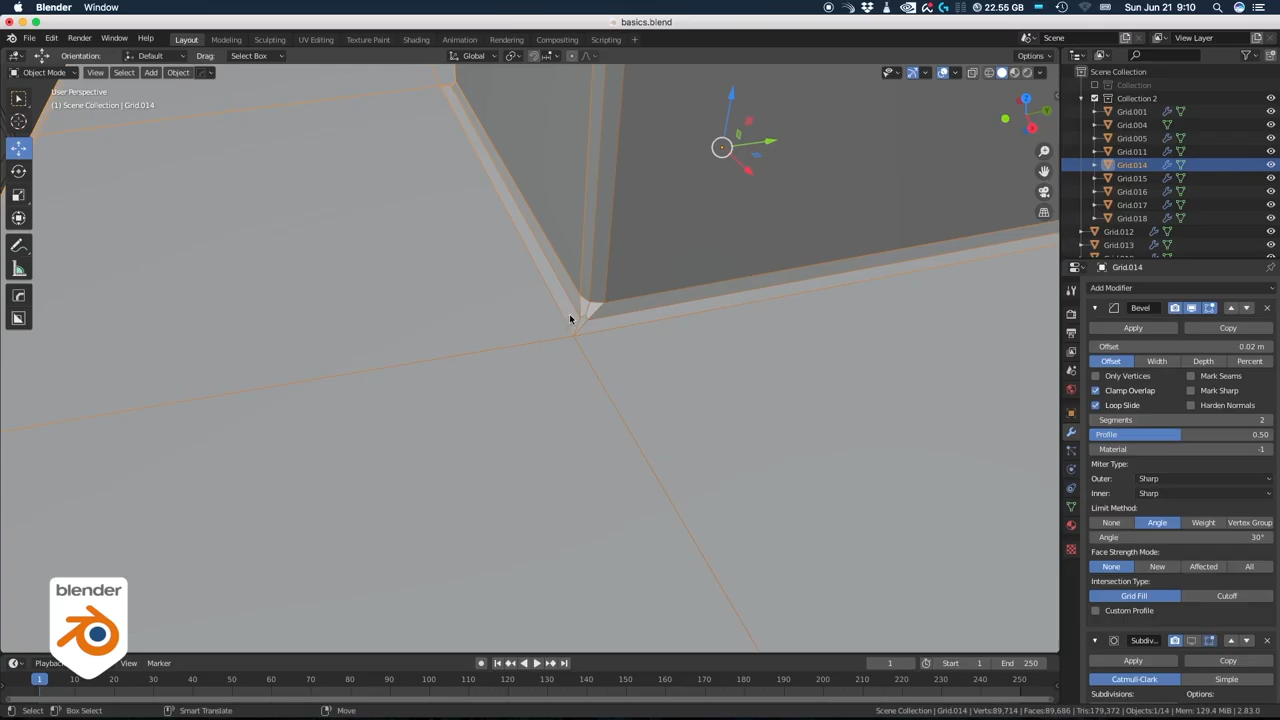 Blender Window 22.55 GB Sun Jun 21 9:10
basics.blend
File Edit Render Window Help Layout Modeling Sculpting UV Editing Texture Paint Shading Animation Rendering Compositing Scripting + Scene View Layer
Orientation: Default Drag: Select Box Global Options
Object Mode View Select Add Object
User Perspective
(1) Scene Collection | Grid.014
Scene Collection
Collection
Collection 2
Grid.001
Grid.004
Grid.005
Grid.011
Grid.014
Grid.015
Grid.016
Grid.017
Grid.018
Grid.012
Grid.013
Grid.014
Add Modifier
Bevel
Apply Copy
Offset 0.02 m
Offset Width Depth Percent
Only Vertices Mark Seams
Clamp Overlap Mark Sharp
Loop Slide Harden Normals
Segments 2
Profile 0.50
Material -1
Miter Type:
Outer: Sharp
Inner: Sharp
Limit Method:
None Angle Weight Vertex Group
Angle 30°
Face Strength Mode:
None New Affected All
Intersection Type:
Grid Fill Cutoff
Custom Profile
Subdiv...
Apply Copy
Catmull-Clark Simple
Subdivisions: Options:
blender
View Marker 1 Start 1 End 250
1 10 20 30 40 50 60 70 80 90 100 110 120 130 140 150 160 170 180 190 200 210 220 230 240 250
Select Box Select Smart Translate Move Scene Collection | Grid.014 | Verts:89,714 | Faces:89,686 | Tris:179,372 | Objects:1/14 | Mem: 129.4 MiB | 2.83.0